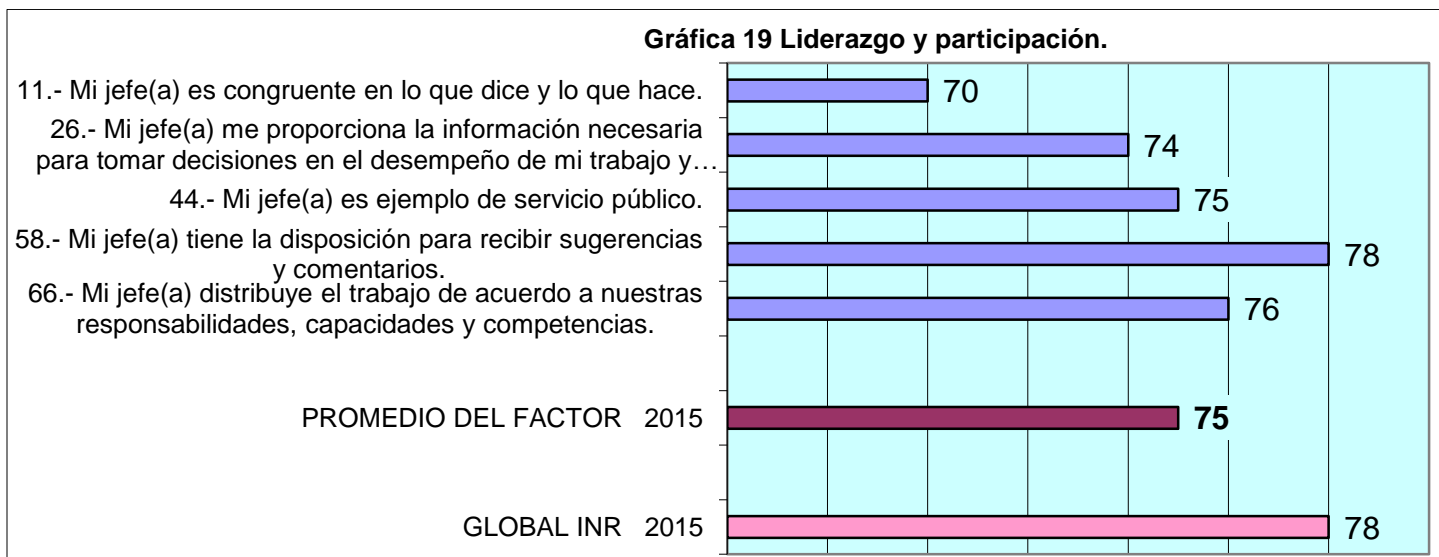 Gráfica 19 Liderazgo y participación.
11.- Mi jefe(a) es congruente en lo que dice y lo que hace.
70
26.- Mi jefe(a) me proporciona la información necesaria
para tomar decisiones en el desempeño de mi trabajo y…
74
44.- Mi jefe(a) es ejemplo de servicio público.
75
58.- Mi jefe(a) tiene la disposición para recibir sugerencias
y comentarios.
78
66.- Mi jefe(a) distribuye el trabajo de acuerdo a nuestras
responsabilidades, capacidades y competencias.
76
PROMEDIO DEL FACTOR 2015
75
GLOBAL INR 2015
78